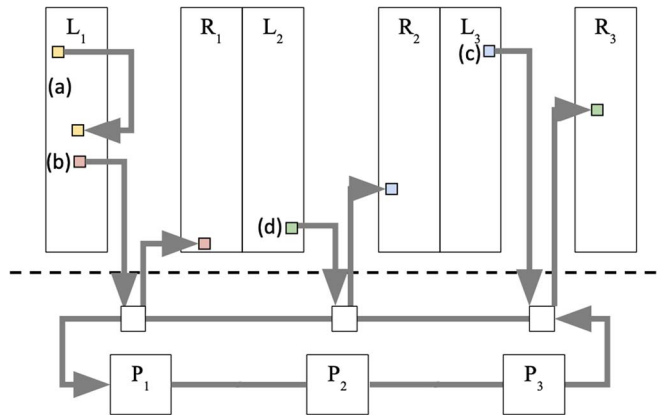 L₁ R₁ L₂ R₂ L₃ R₃
(c)
(a)
(b)
(d)
P₁ P₂ P₃